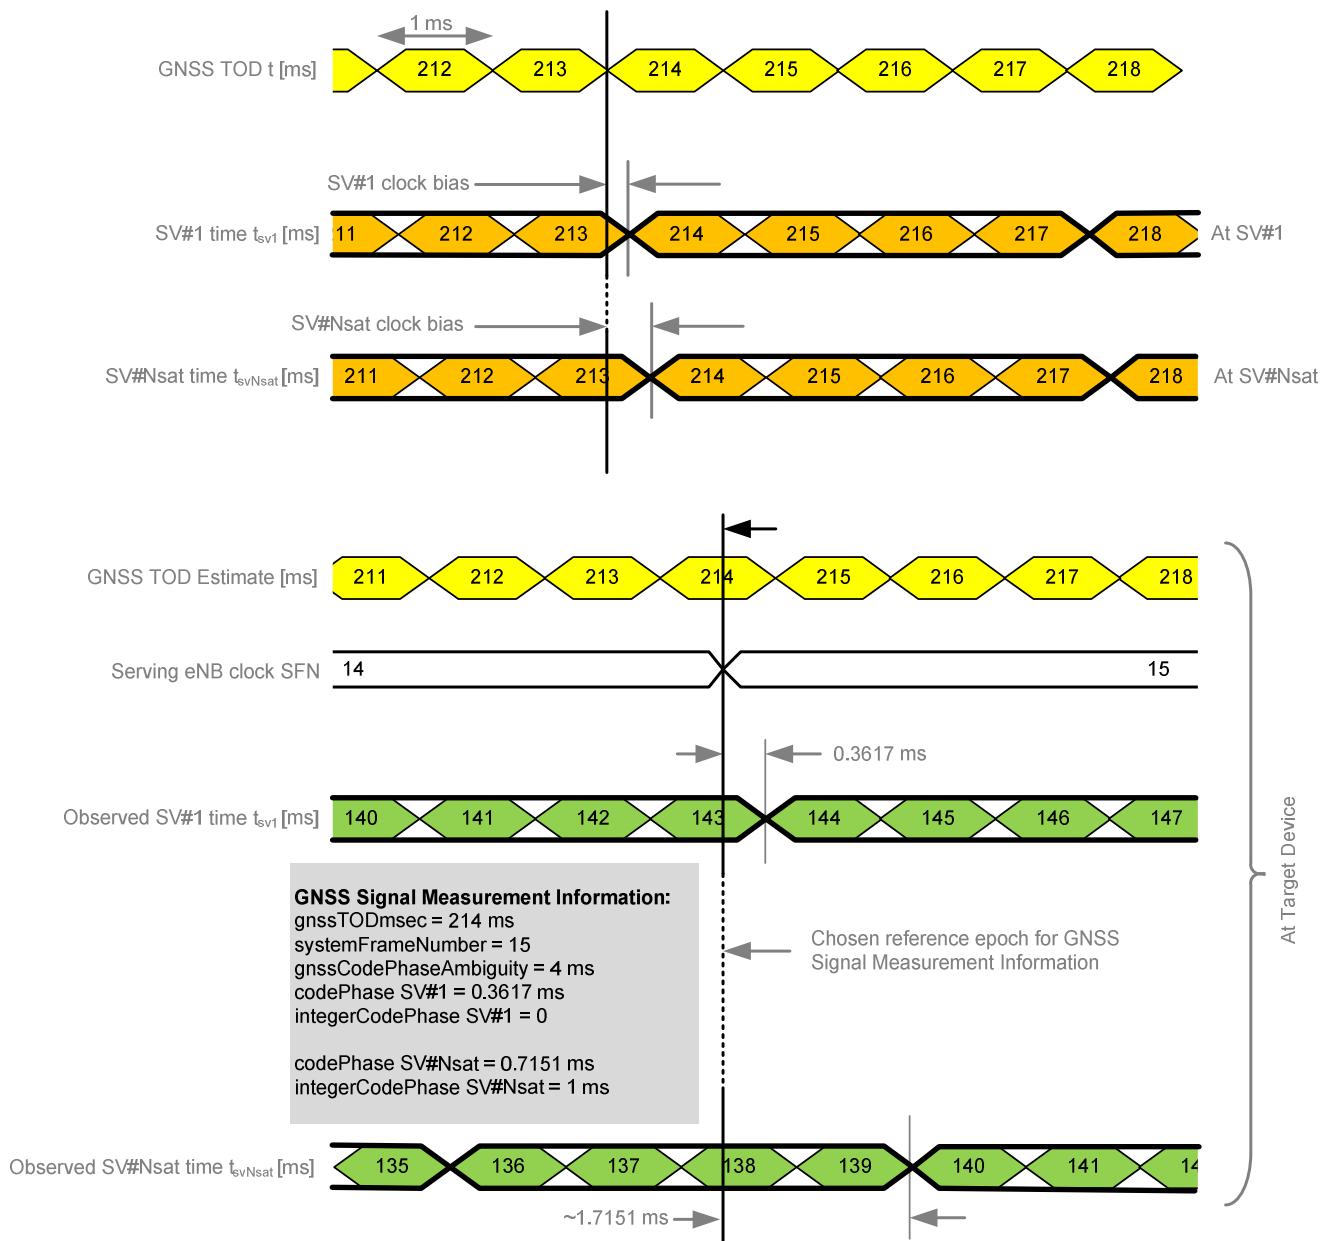 1 ms
GNSS TOD t [ms]
212 213 214 215 216 217 218
SV#1 clock bias
SV#1 time tsv1 [ms]
11 212 213 214 215 216 217 218
At SV#1
SV#Nsat clock bias
SV#Nsat time tsvNsat [ms]
211 212 213 214 215 216 217 218
At SV#Nsat
GNSS TOD Estimate [ms]
211 212 213 214 215 216 217 218
Serving eNB clock SFN
14 15
0.3617 ms
Observed SV#1 time tsv1 [ms]
140 141 142 143 144 145 146 147
GNSS Signal Measurement Information:
gnssTODmsec = 214 ms
systemFrameNumber = 15
gnssCodePhaseAmbiguity = 4 ms
codePhase SV#1 = 0.3617 ms
integerCodePhase SV#1 = 0
codePhase SV#Nsat = 0.7151 ms
integerCodePhase SV#Nsat = 1 ms
Chosen reference epoch for GNSS
Signal Measurement Information
At Target Device
Observed SV#Nsat time tsvNsat [ms]
135 136 137 138 139 140 141 14
~1.7151 ms